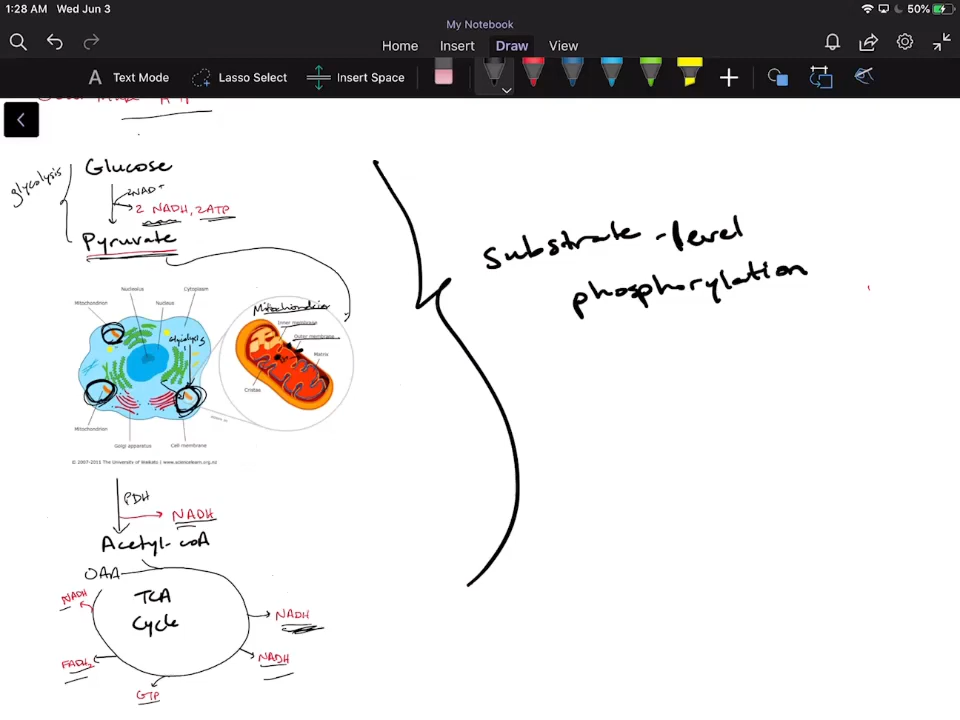 1:28 AM Wed Jun 3
50%
My Notebook
Home Insert Draw View
Text Mode Lasso Select Insert Space
glycolysis
Glucose
2NAD+
2 NADH, 2ATP
Pyruvate
Substrate-level
phosphorylation
Nucleolus
Mitochondrion Nucleus Cytoplasm
Glycolysis
Mitochondrion
Golgi apparatus Cell membrane
Mitochondrion
Inner membrane
Outer membrane
Matrix
Cristae
© 2007-2011 The University of Waikato | www.sciencelearn.org.nz
PDH
NADH
Acetyl-coA
OAA
TCA
Cycle
NADH
NADH
NADH
FADH2
GTP